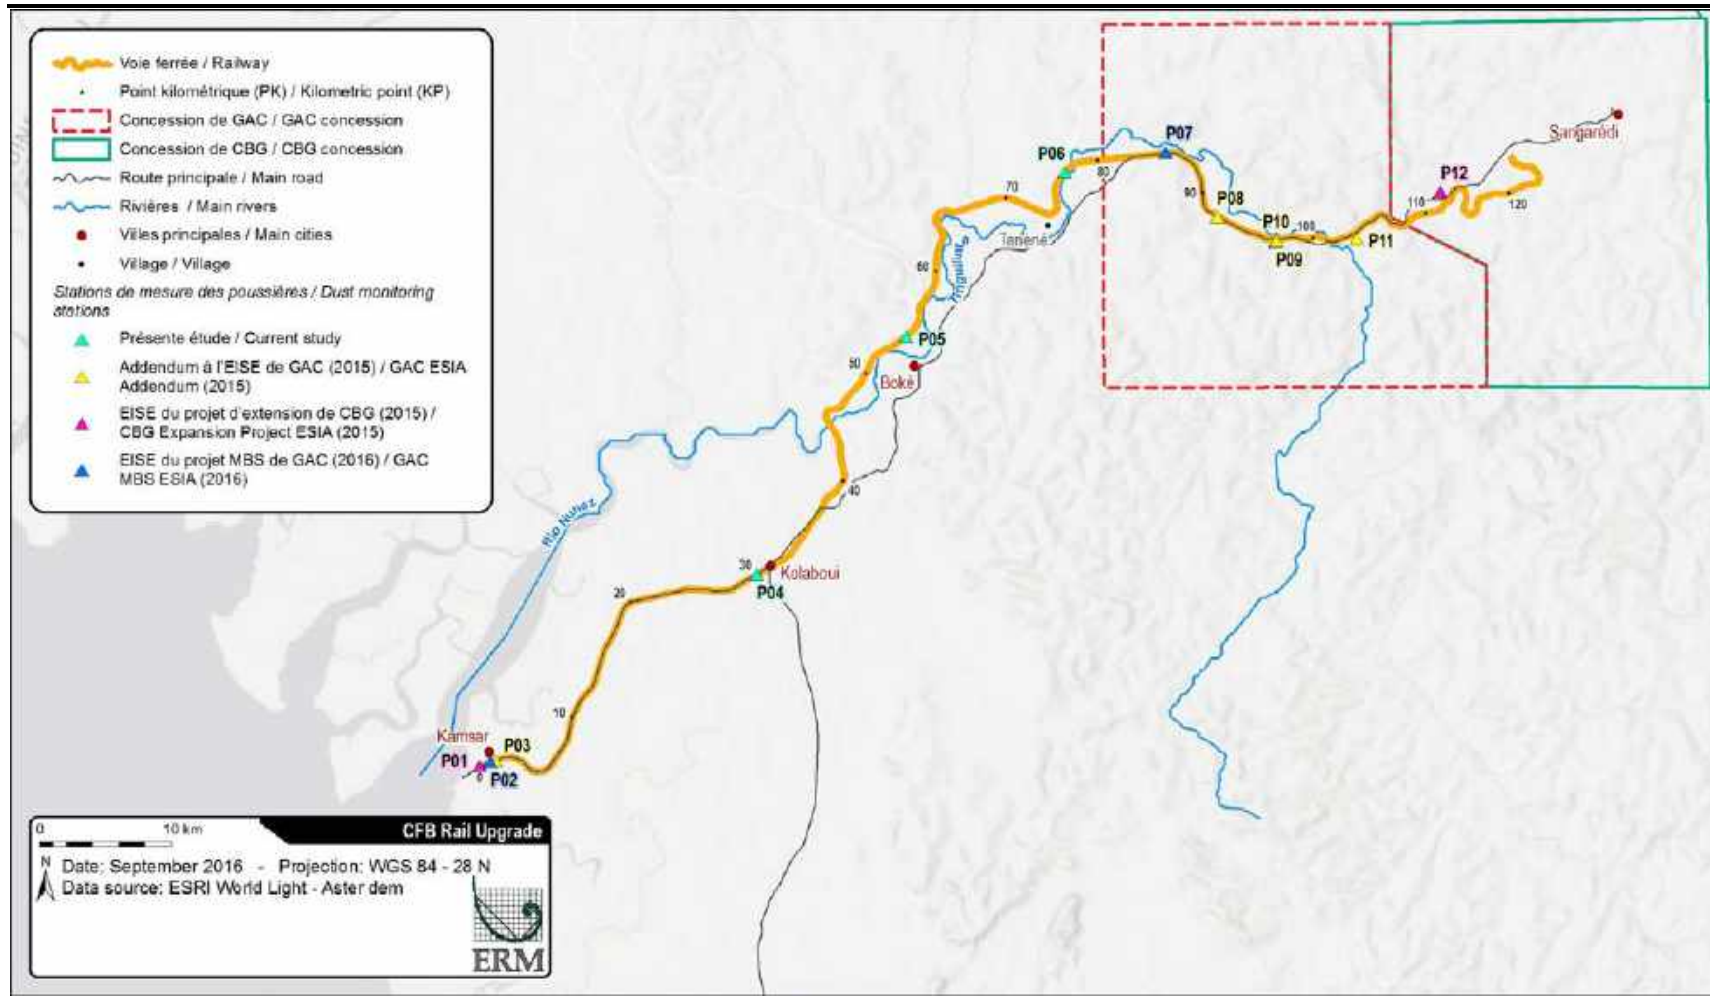 Voie ferrée / Railway
Point kilométrique (PK) / Kilometric point (KP)
Concession de GAC / GAC concession
Concession de CBG / CBG concession
Route principale / Main road
Rivières / Main rivers
Villes principales / Main cities
Village / Village
Stations de mesure des poussières / Dust monitoring
stations
Présente étude / Current study
Addendum à l'EISE de GAC (2015) / GAC ESIA
Addendum (2015)
EISE du projet d'extension de CBG (2015) /
CBG Expansion Project ESIA (2015)
EISE du projet MBS de GAC (2016) / GAC
MBS ESIA (2016)
Sangarédi
P07
P06
80
P12
70
90
P08
110
120
P10
100
P11
P09
Tanéné
60
P05
50
Boké
40
Rio Nunez
30
Kolaboui
P04
20
10
Kamsar
P03
P01
0
P02
0 10 km
CFB Rail Upgrade
N
Date: September 2016 - Projection: WGS 84 - 28 N
Data source: ESRI World Light - Aster dem
ERM